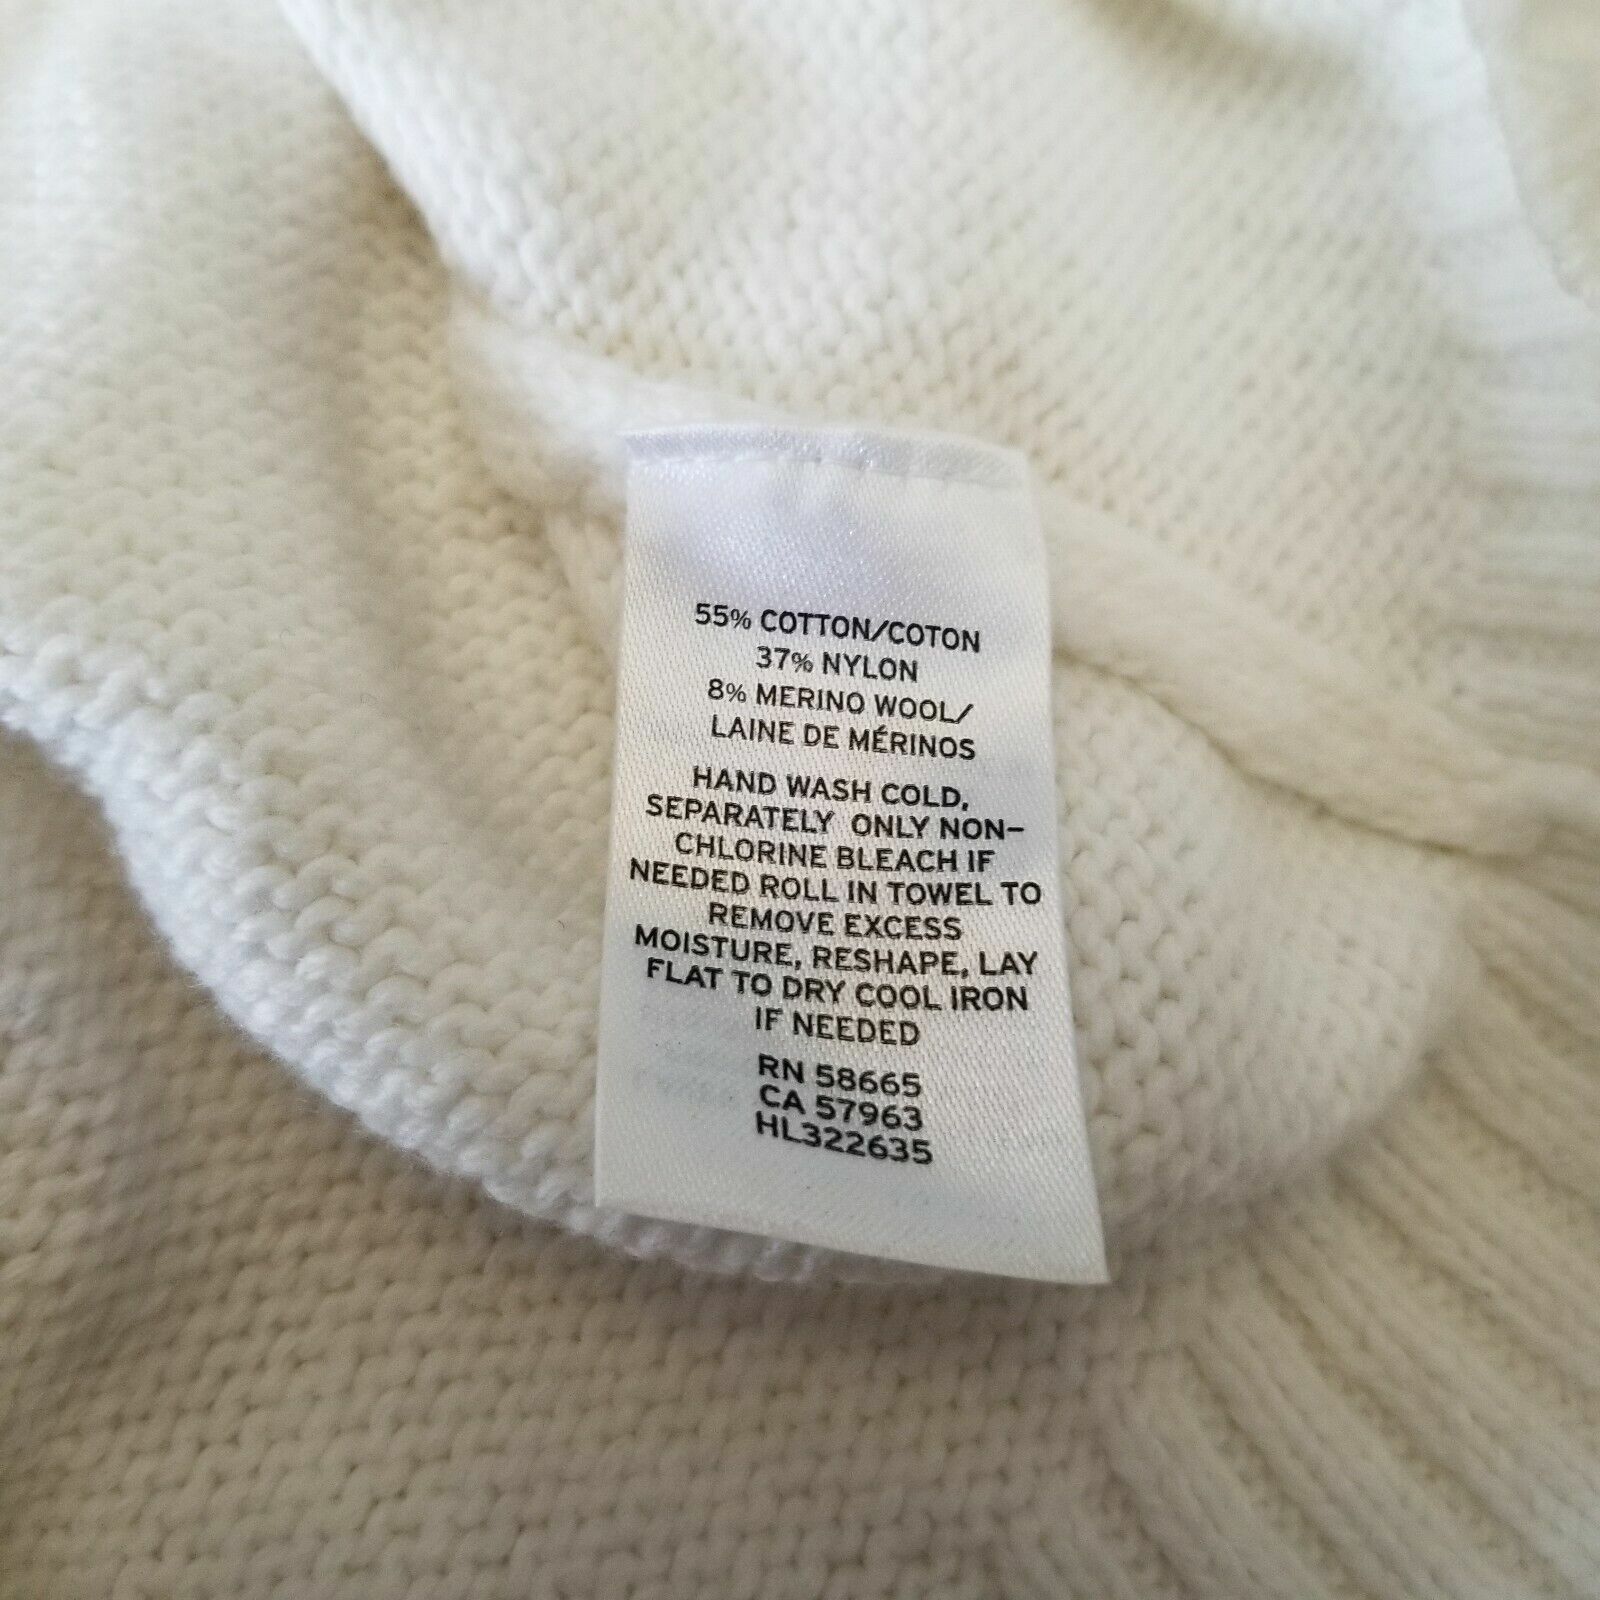 55% COTTON/COTON
37% NYLON
8% MERINO WOOL/
LAINE DE MÉRINOS
HAND WASH COLD,
SEPARATELY ONLY NON-
CHLORINE BLEACH IF
NEEDED ROLL IN TOWEL TO
REMOVE EXCESS
MOISTURE, RESHAPE, LAY
FLAT TO DRY COOL IRON
IF NEEDED
RN 58665
CA 57963
HL322635